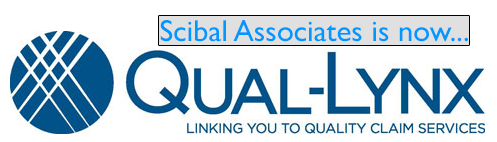 Scibal Associates is now...
QUAL-LYNX
LINKING YOU TO QUALITY CLAIM SERVICES